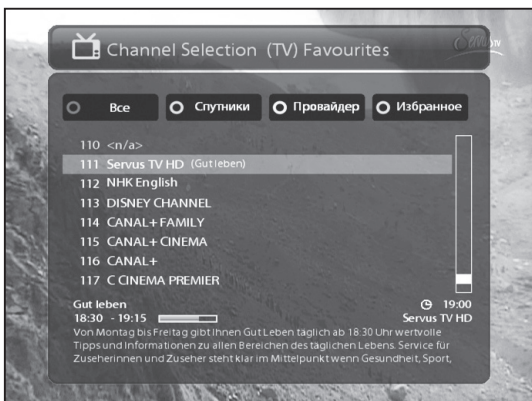 Channel Selection (TV) Favourites
Все Спутники Провайдер Избранное
110 <n/a>
111 Servus TV HD (Gut leben)
112 NHK English
113 DISNEY CHANNEL
114 CANAL+ FAMILY
115 CANAL+ CINEMA
116 CANAL+
117 C CINEMA PREMIER
Gut leben 19:00
18:30 - 19:15 Servus TV HD
Von Montag bis Freitag gibt Ihnen Gut Leben täglich ab 18:30 Uhr wertvolle
Tipps und Informationen zu allen Bereichen des täglichen Lebens. Service für
Zuseherinnen und Zuseher steht klar im Mittelpunkt wenn Gesundheit, Sport,